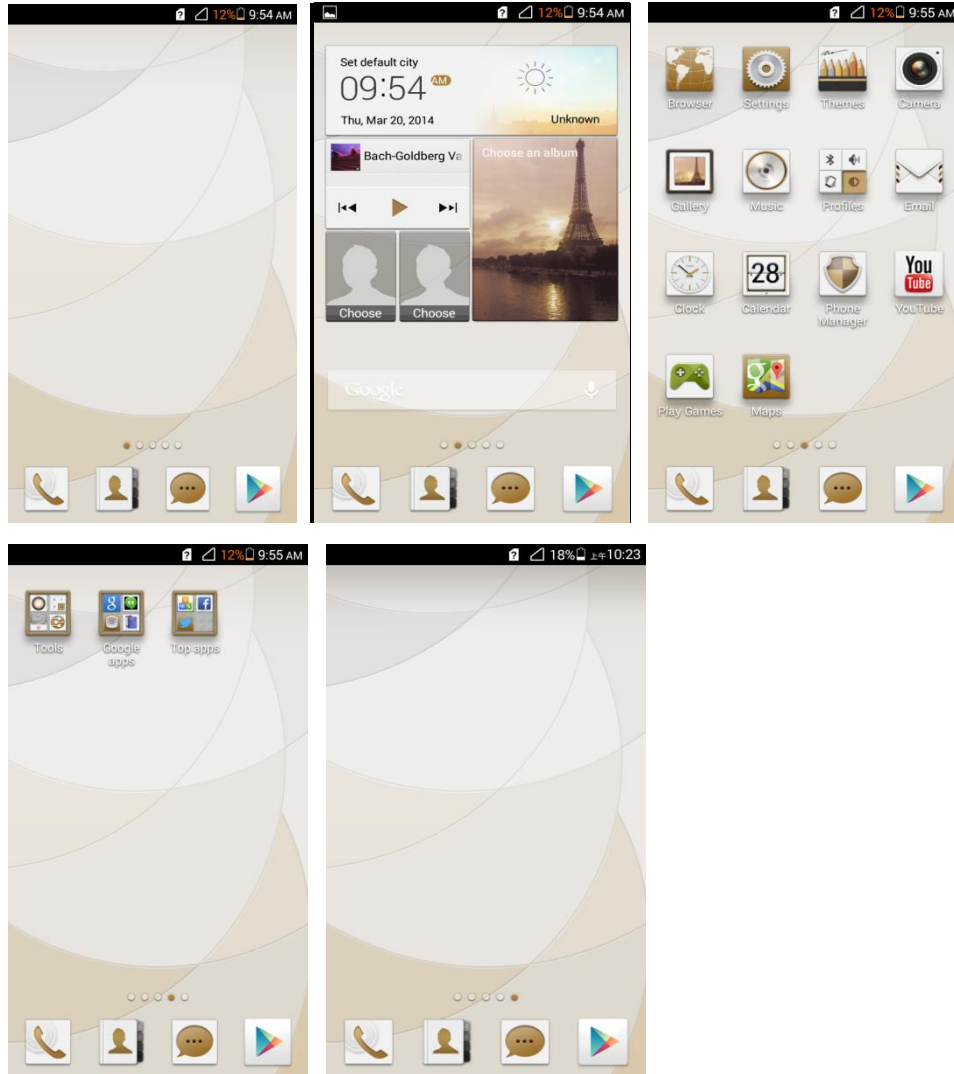 12% 9:54 AM
12% 9:54 AM
Set default city
09:54 AM
Thu, Mar 20, 2014
Unknown
Bach-Goldberg Va
Choose an album
Choose
Choose
Google
12% 9:55 AM
Browser
Settings
Themes
Camera
Gallery
Music
Profiles
Email
28
You
Tube
Clock
Calendar
Phone
Manager
YouTube
g
Play Games
Maps
12% 9:55 AM
8
f
Tools
Google
apps
Top apps
18% 上午10:23